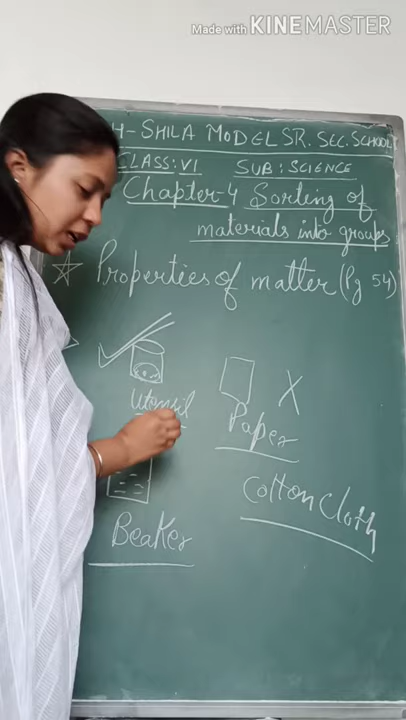 Made with KINEMASTER
H-SHILA MODEL SR. SEC. SCHOOL
CLASS: VI SUB: SCIENCE
Chapter-4 Sorting of
materials into groups
Properties of matter (Pg 54)
Utensil
Paper
Cotton Cloth
Beaker